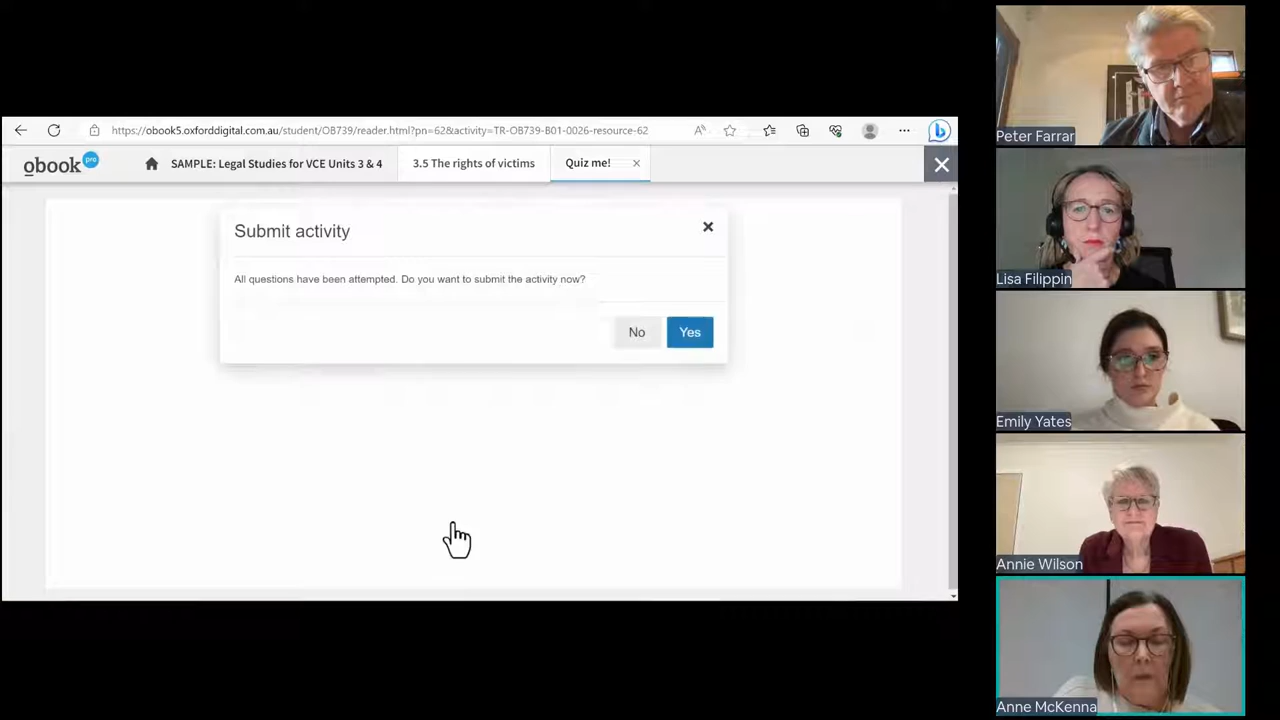 https://obook5.oxforddigital.com.au/student/OB739/reader.html?pn=62&activity=TR-OB739-B01-0026-resource-62
obook pro
SAMPLE: Legal Studies for VCE Units 3 & 4
3.5 The rights of victims
Quiz me!
Submit activity
All questions have been attempted. Do you want to submit the activity now?
No
Yes
Peter Farrar
Lisa Filippin
Emily Yates
Annie Wilson
Anne McKenna